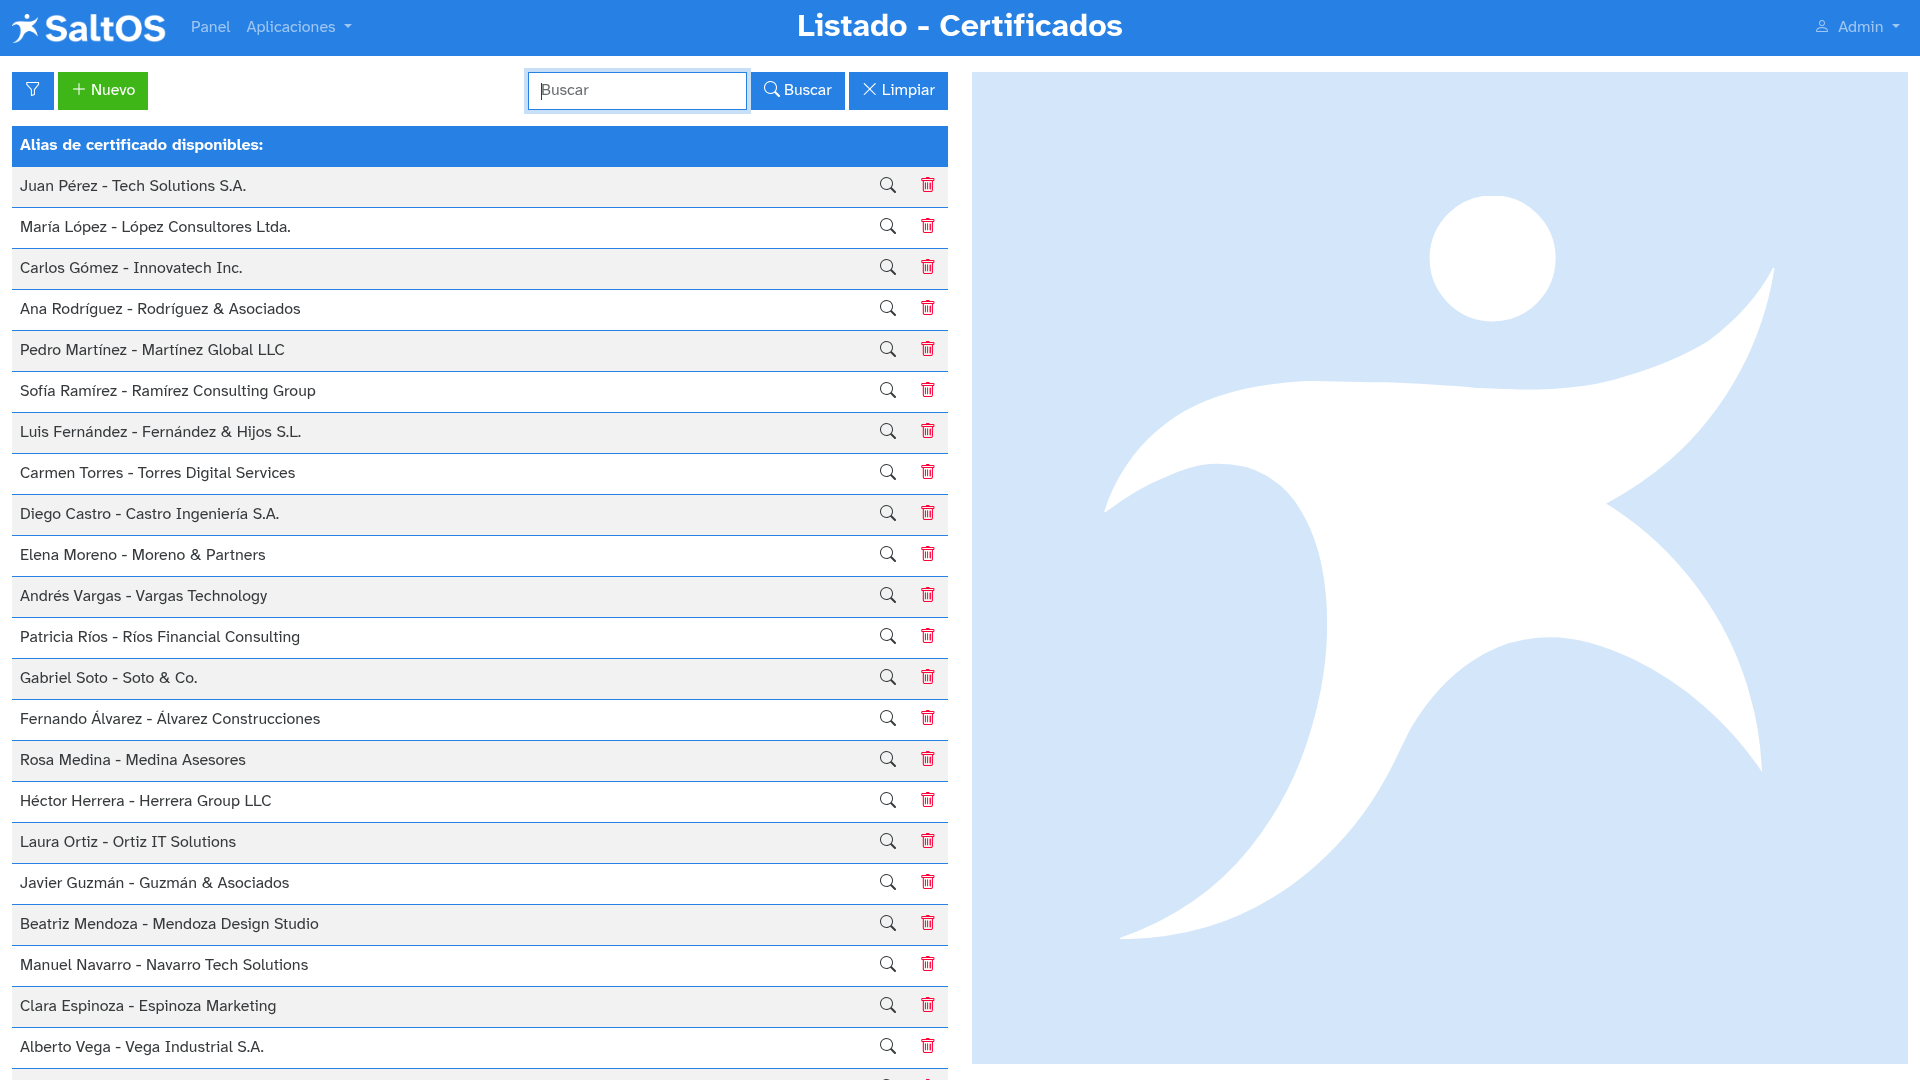 SaltOS Panel Aplicaciones Listado - Certificados Admin
Nuevo Buscar Buscar Limpiar
Alias de certificado disponibles:
Juan Pérez - Tech Solutions S.A.
María López - López Consultores Ltda.
Carlos Gómez - Innovatech Inc.
Ana Rodríguez - Rodríguez & Asociados
Pedro Martínez - Martínez Global LLC
Sofía Ramírez - Ramírez Consulting Group
Luis Fernández - Fernández & Hijos S.L.
Carmen Torres - Torres Digital Services
Diego Castro - Castro Ingeniería S.A.
Elena Moreno - Moreno & Partners
Andrés Vargas - Vargas Technology
Patricia Ríos - Ríos Financial Consulting
Gabriel Soto - Soto & Co.
Fernando Álvarez - Álvarez Construcciones
Rosa Medina - Medina Asesores
Héctor Herrera - Herrera Group LLC
Laura Ortiz - Ortiz IT Solutions
Javier Guzmán - Guzmán & Asociados
Beatriz Mendoza - Mendoza Design Studio
Manuel Navarro - Navarro Tech Solutions
Clara Espinoza - Espinoza Marketing
Alberto Vega - Vega Industrial S.A.